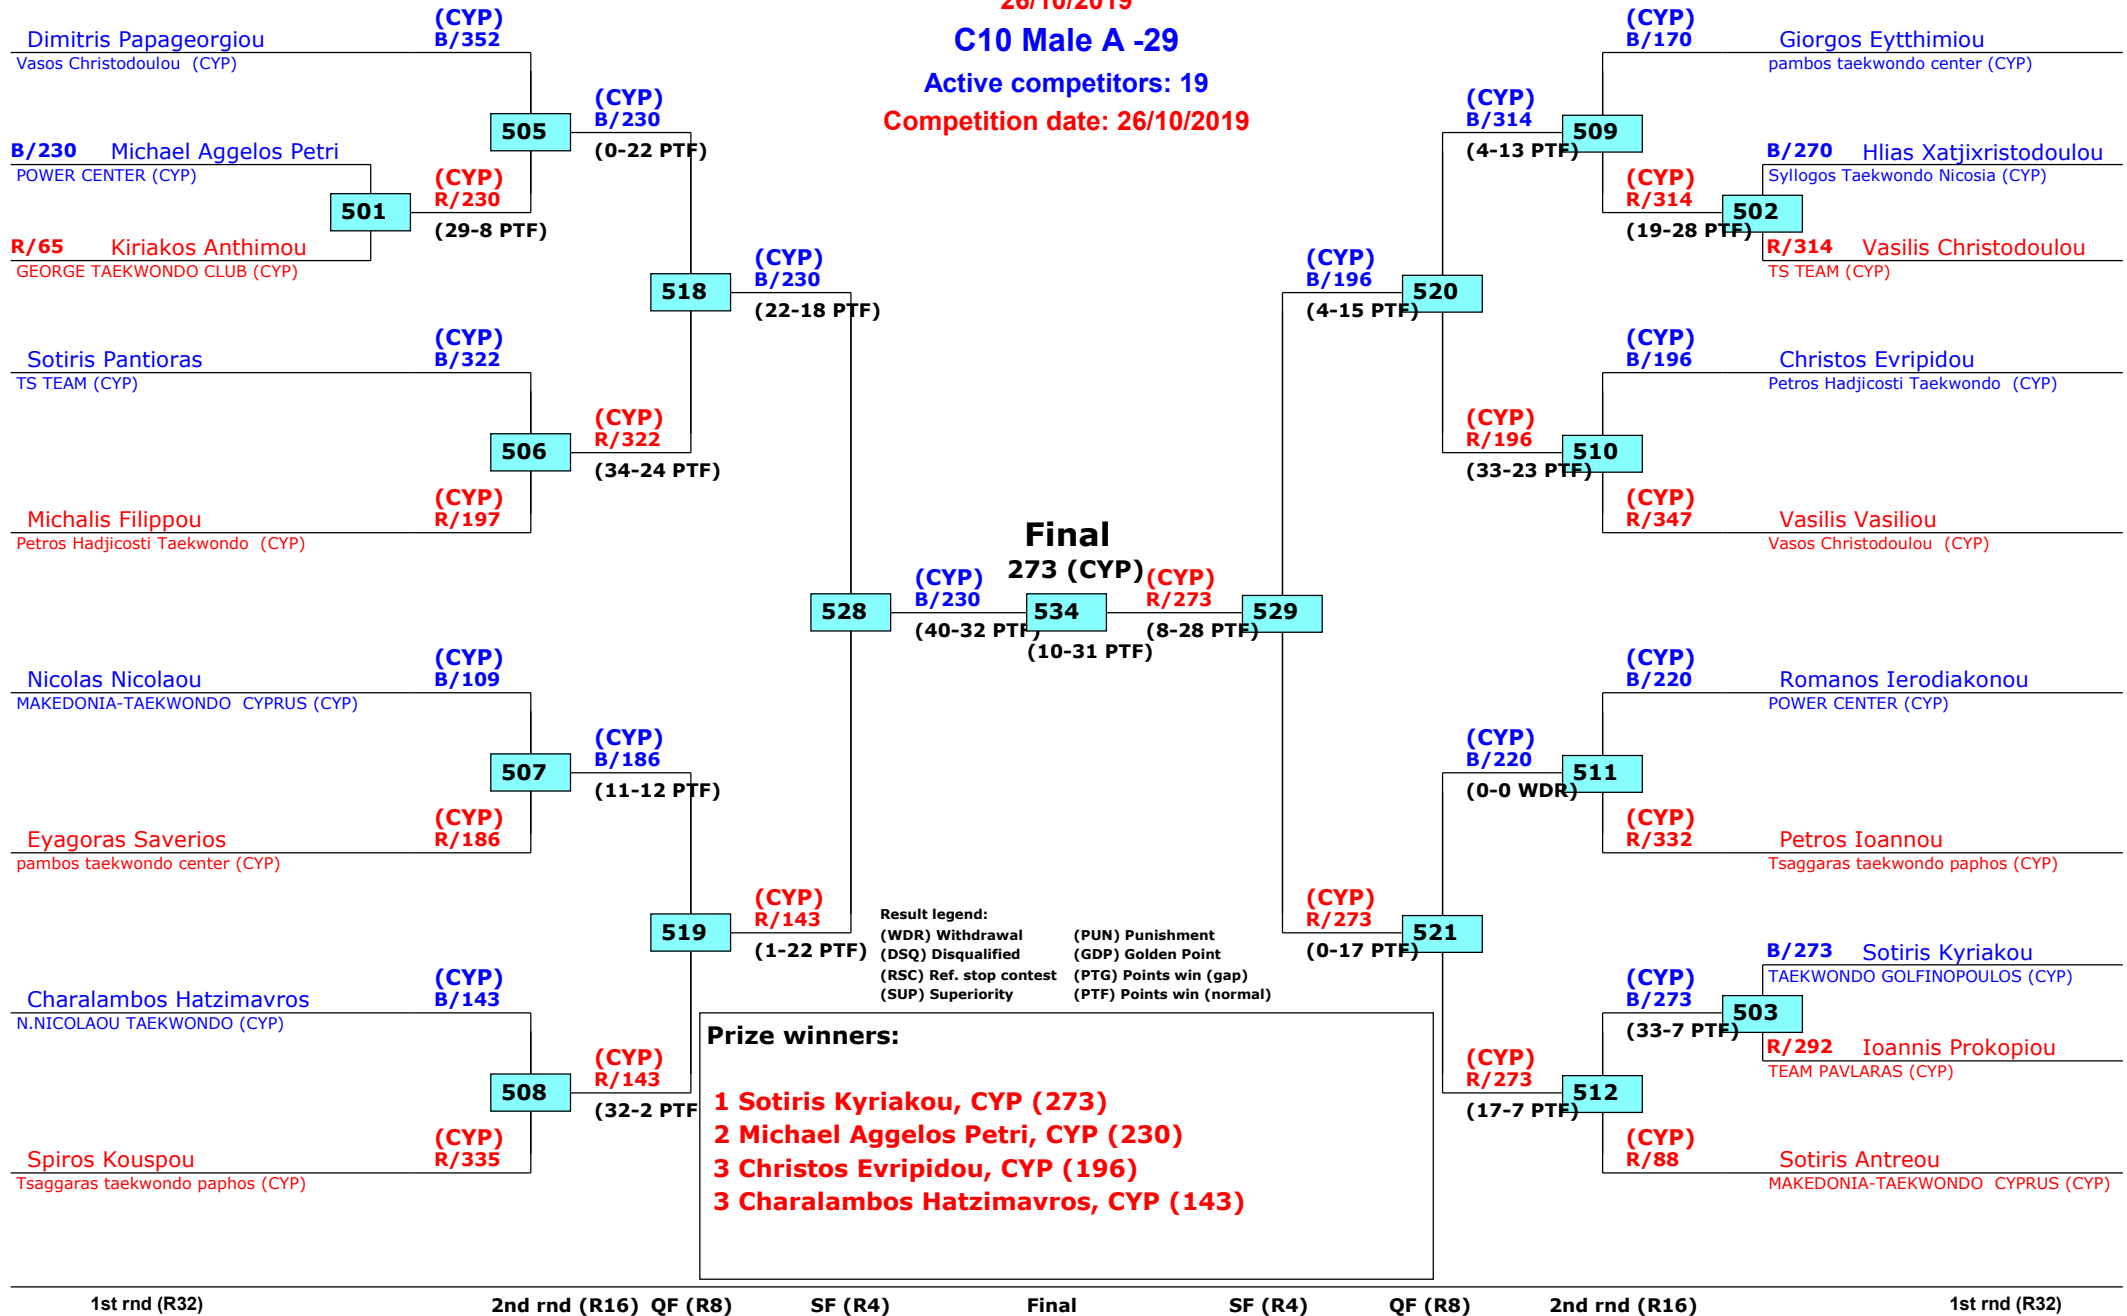 26/10/2019
C10 Male A -29
Active competitors: 19
Competition date: 26/10/2019
(CYP)
Dimitris Papageorgiou B/352
Vasos Christodoulou (CYP)
505
(CYP)
B/230
(0-22 PTF)
B/230 Michael Aggelos Petri
POWER CENTER (CYP)
501
(CYP)
R/230
(29-8 PTF)
R/65 Kiriakos Anthimou
GEORGE TAEKWONDO CLUB (CYP)
518
(CYP)
B/230
(22-18 PTF)
(CYP)
Sotiris Pantioras B/322
TS TEAM (CYP)
506
(CYP)
R/322
(34-24 PTF)
(CYP)
Michalis Filippou R/197
Petros Hadjicosti Taekwondo (CYP)
528
(CYP)
B/230
(40-32 PTF)
(CYP)
Nicolas Nicolaou B/109
MAKEDONIA-TAEKWONDO CYPRUS (CYP)
507
(CYP)
B/186
(11-12 PTF)
(CYP)
Eyagoras Saverios R/186
pambos taekwondo center (CYP)
519
(CYP)
R/143
(1-22 PTF)
(CYP)
Charalambos Hatzimavros B/143
N.NICOLAOU TAEKWONDO (CYP)
508
(CYP)
R/143
(32-2 PTF
(CYP)
Spiros Kouspou R/335
Tsaggaras taekwondo paphos (CYP)
Final
273 (CYP)
534
(10-31 PTF)
(CYP)
R/273
(8-28 PTF)
529
(CYP)
B/170 Giorgos Eytthimiou
pambos taekwondo center (CYP)
(CYP)
B/314
(4-13 PTF)
509
B/270 Hlias Xatjixristodoulou
Syllogos Taekwondo Nicosia (CYP)
(CYP)
R/314
(19-28 PTF)
502
R/314 Vasilis Christodoulou
TS TEAM (CYP)
(CYP)
B/196
(4-15 PTF)
520
(CYP)
B/196 Christos Evripidou
Petros Hadjicosti Taekwondo (CYP)
(CYP)
R/196
(33-23 PTF)
510
(CYP)
R/347 Vasilis Vasiliou
Vasos Christodoulou (CYP)
(CYP)
B/220 Romanos Ierodiakonou
POWER CENTER (CYP)
(CYP)
B/220
(0-0 WDR)
511
(CYP)
R/332 Petros Ioannou
Tsaggaras taekwondo paphos (CYP)
(CYP)
R/273
(0-17 PTF)
521
B/273 Sotiris Kyriakou
TAEKWONDO GOLFINOPOULOS (CYP)
(CYP)
B/273
(33-7 PTF)
503
R/292 Ioannis Prokopiou
TEAM PAVLARAS (CYP)
(CYP)
R/273
(17-7 PTF)
512
(CYP)
R/88 Sotiris Antreou
MAKEDONIA-TAEKWONDO CYPRUS (CYP)
Result legend:
(WDR) Withdrawal (PUN) Punishment
(DSQ) Disqualified (GDP) Golden Point
(RSC) Ref. stop contest (PTG) Points win (gap)
(SUP) Superiority (PTF) Points win (normal)
Prize winners:
1 Sotiris Kyriakou, CYP (273)
2 Michael Aggelos Petri, CYP (230)
3 Christos Evripidou, CYP (196)
3 Charalambos Hatzimavros, CYP (143)
1st rnd (R32) 2nd rnd (R16) QF (R8) SF (R4) Final SF (R4) QF (R8) 2nd rnd (R16) 1st rnd (R32)